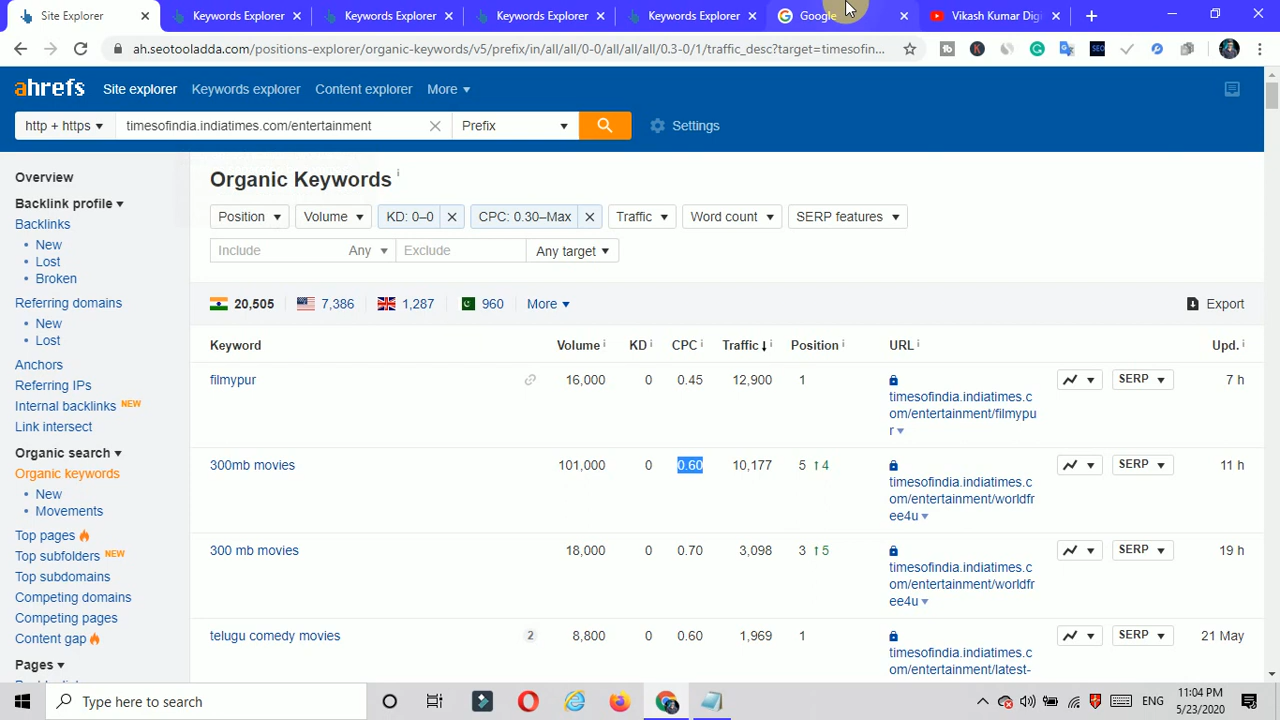 Site Explorer
Keywords Explorer
Keywords Explorer
Keywords Explorer
Keywords Explorer
Google
Vikash Kumar Digi
ah.seotooladda.com/positions-explorer/organic-keywords/v5/prefix/in/all/all/0-0/all/all/all/0.3-0/1/traffic_desc?target=timesofin...
ahrefs Site explorer Keywords explorer Content explorer More
http + https timesofindia.indiatimes.com/entertainment Prefix Settings
Overview
Backlink profile
Backlinks
New
Lost
Broken
Referring domains
New
Lost
Anchors
Referring IPs
Internal backlinks NEW
Link intersect
Organic search
Organic keywords
New
Movements
Top pages
Top subfolders NEW
Top subdomains
Competing domains
Competing pages
Content gap
Pages
Organic Keywords
Position Volume KD: 0–0 CPC: 0.30–Max Traffic Word count SERP features
Include Any Exclude Any target
20,505 7,386 1,287 960 More Export
Keyword Volume KD CPC Traffic Position URL Upd.
filmypur 16,000 0 0.45 12,900 1 SERP 7 h
timesofindia.indiatimes.c
om/entertainment/filmypu
r
300mb movies 101,000 0 0.60 10,177 5 ↑4 SERP 11 h
timesofindia.indiatimes.c
om/entertainment/worldfr
ee4u
300 mb movies 18,000 0 0.70 3,098 3 ↑5 SERP 19 h
timesofindia.indiatimes.c
om/entertainment/worldfr
ee4u
telugu comedy movies 2 8,800 0 0.60 1,969 1 SERP 21 May
timesofindia.indiatimes.c
om/entertainment/latest-
Type here to search
ENG
11:04 PM
5/23/2020